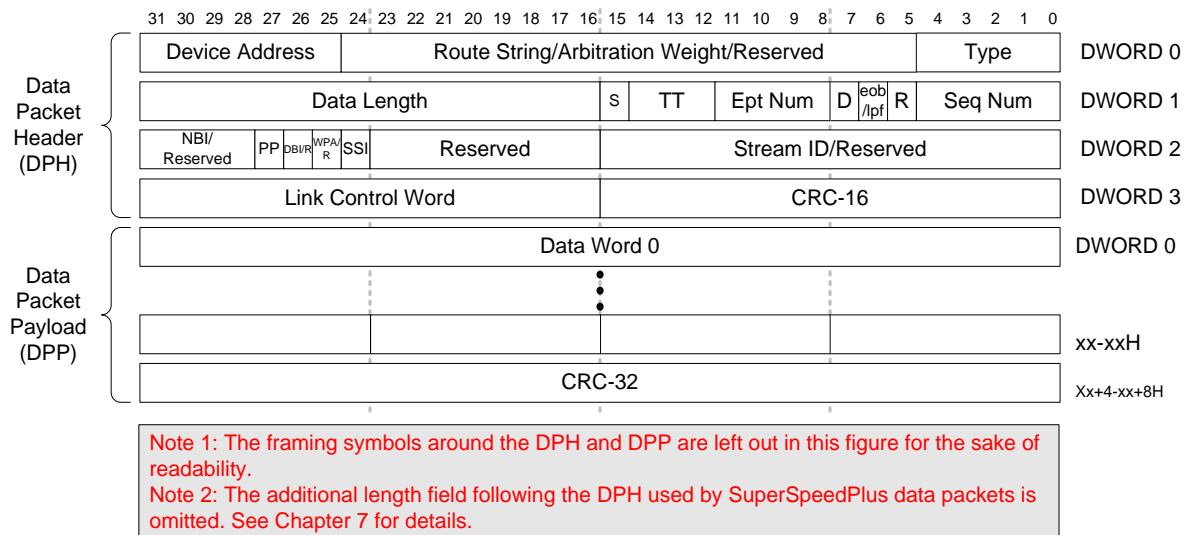 31 30 29 28 27 26 25 24 23 22 21 20 19 18 17 16 15 14 13 12 11 10 9 8 7 6 5 4 3 2 1 0
Device Address Route String/Arbitration Weight/Reserved Type DWORD 0
Data
Packet
Header
(DPH)
Data Length S TT Ept Num D eob
/lpf R Seq Num DWORD 1
NBI/
Reserved PP DBI/R WPA/
R SSI Reserved Stream ID/Reserved DWORD 2
Link Control Word CRC-16 DWORD 3
Data Word 0 DWORD 0
Data
Packet
Payload
(DPP)
xx-xxH
CRC-32 Xx+4-xx+8H
Note 1: The framing symbols around the DPH and DPP are left out in this figure for the sake of
readability.
Note 2: The additional length field following the DPH used by SuperSpeedPlus data packets is
omitted. See Chapter 7 for details.